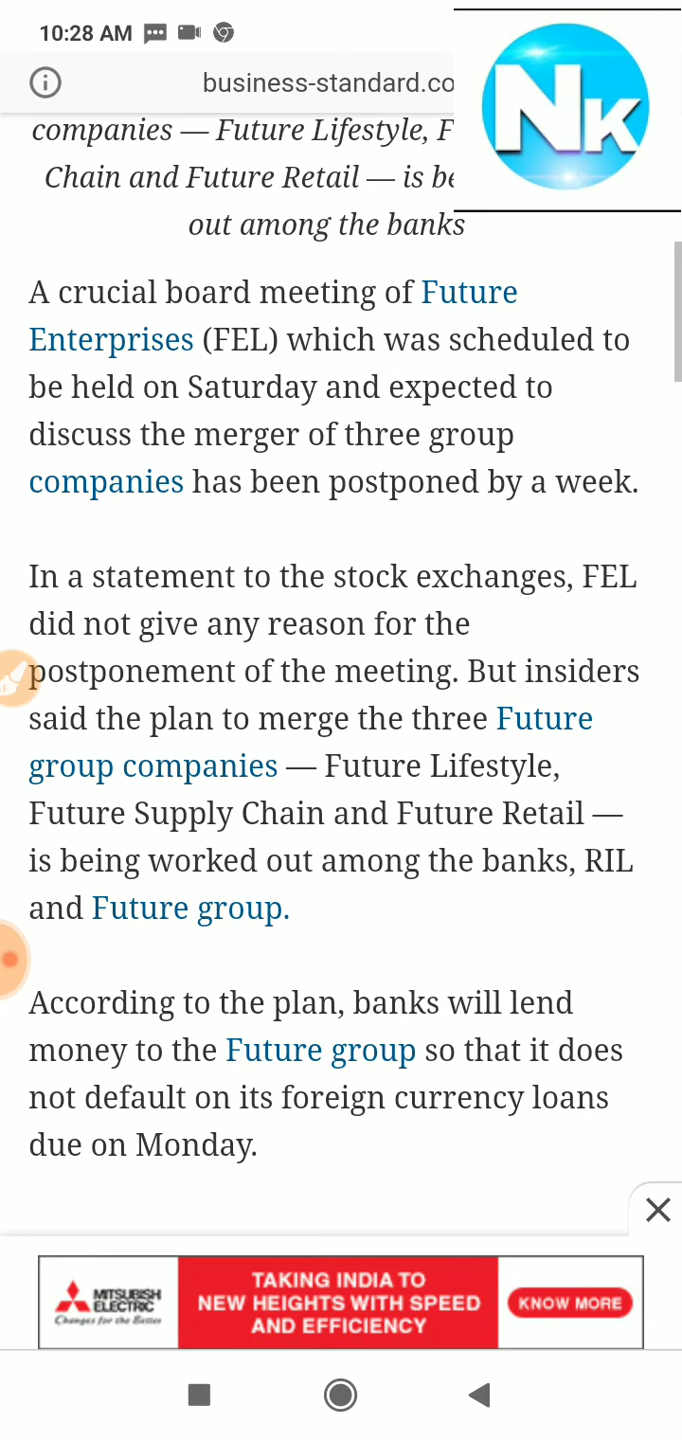 10:28 AM
business-standard.co
NK
companies — Future Lifestyle, F
Chain and Future Retail — is be
out among the banks
A crucial board meeting of Future
Enterprises (FEL) which was scheduled to
be held on Saturday and expected to
discuss the merger of three group
companies has been postponed by a week.
In a statement to the stock exchanges, FEL
did not give any reason for the
postponement of the meeting. But insiders
said the plan to merge the three Future
group companies — Future Lifestyle,
Future Supply Chain and Future Retail —
is being worked out among the banks, RIL
and Future group.
According to the plan, banks will lend
money to the Future group so that it does
not default on its foreign currency loans
due on Monday.
MITSUBISHI
ELECTRIC
Changes for the Better
TAKING INDIA TO
NEW HEIGHTS WITH SPEED
AND EFFICIENCY
KNOW MORE